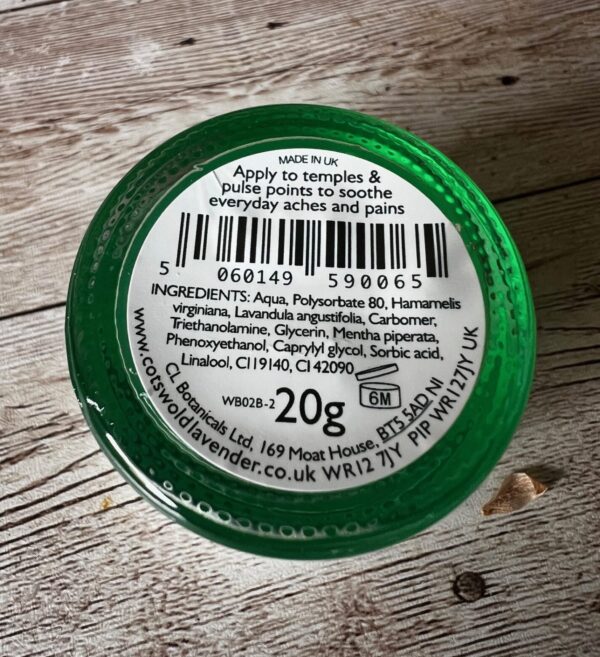 MADE IN UK
Apply to temples &
pulse points to soothe
everyday aches and pains
5 060149 590065
INGREDIENTS: Aqua, Polysorbate 80, Hamamelis
virginiana, Lavandula angustifolia, Carbomer,
Triethanolamine, Glycerin, Mentha piperata,
Phenoxyethanol, Caprylyl glycol, Sorbic acid,
Linalool, CI19140, CI 42090
6M
WB02B-2 20g
CL Botanicals Ltd, 169 Moat House, BT5 5AD NI
www.cotswoldlavender.co.uk WR12 7JY PIP WR127JY UK